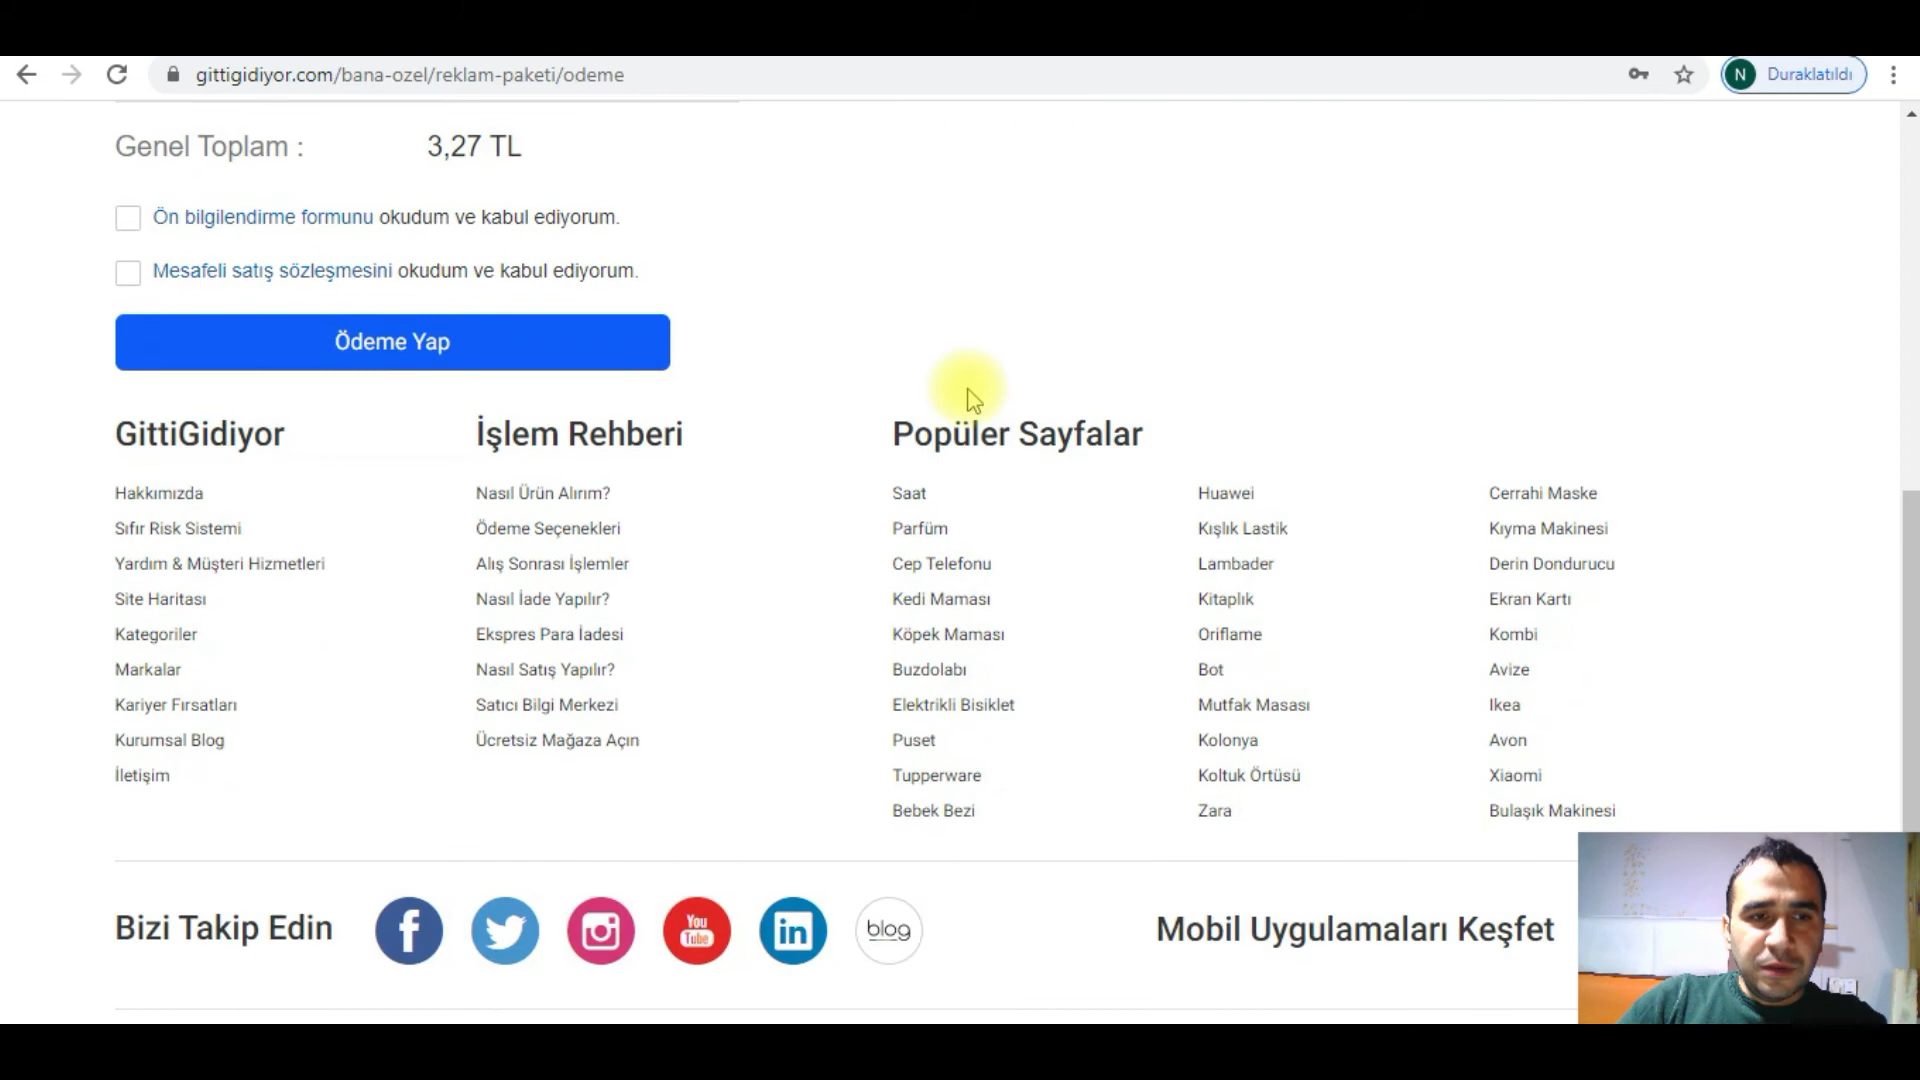 gittigidiyor.com/bana-ozel/reklam-paketi/odeme
N Duraklatıldı
Genel Toplam : 3,27 TL
Ön bilgilendirme formunu okudum ve kabul ediyorum.
Mesafeli satış sözleşmesini okudum ve kabul ediyorum.
Ödeme Yap
GittiGidiyor
Hakkımızda
Sıfır Risk Sistemi
Yardım & Müşteri Hizmetleri
Site Haritası
Kategoriler
Markalar
Kariyer Fırsatları
Kurumsal Blog
İletişim
İşlem Rehberi
Nasıl Ürün Alırım?
Ödeme Seçenekleri
Alış Sonrası İşlemler
Nasıl İade Yapılır?
Ekspres Para İadesi
Nasıl Satış Yapılır?
Satıcı Bilgi Merkezi
Ücretsiz Mağaza Açın
Popüler Sayfalar
Saat
Parfüm
Cep Telefonu
Kedi Maması
Köpek Maması
Buzdolabı
Elektrikli Bisiklet
Puset
Tupperware
Bebek Bezi
Huawei
Kışlık Lastik
Lambader
Kitaplık
Oriflame
Bot
Mutfak Masası
Kolonya
Koltuk Örtüsü
Zara
Cerrahi Maske
Kıyma Makinesi
Derin Dondurucu
Ekran Kartı
Kombi
Avize
Ikea
Avon
Xiaomi
Bulaşık Makinesi
Bizi Takip Edin
You
Tube
in
blog
Mobil Uygulamaları Keşfet